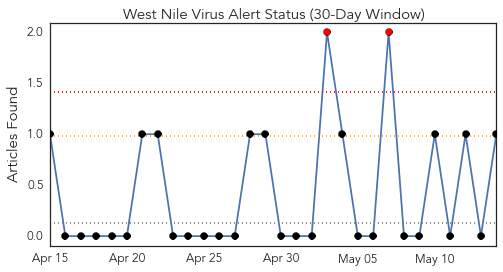 West Nile Virus Alert Status (30-Day Window)
Articles Found
2.0
1.5
1.0
0.5
0.0
Apr 15
Apr 20
Apr 25
Apr 30
May 05
May 10